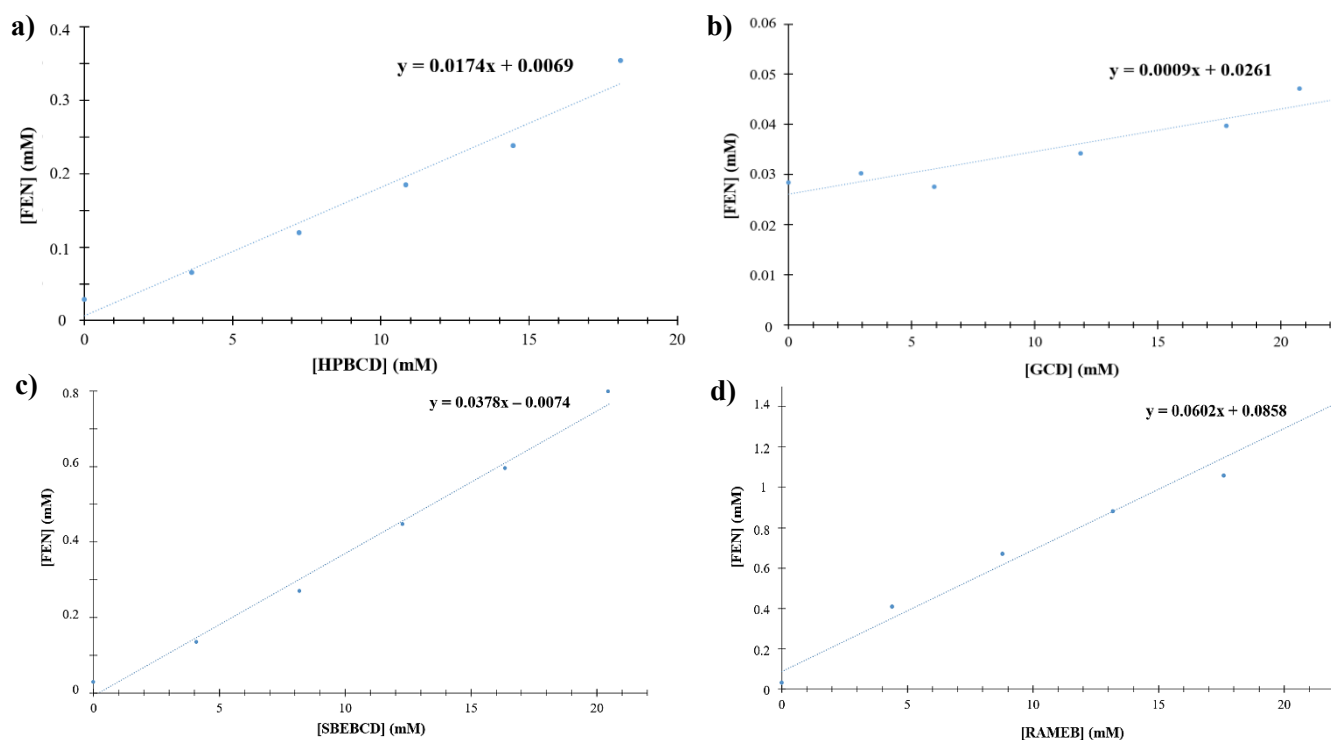 a)
y = 0.0174x + 0.0069
[FEN] (mM)
0.4
0.3
0.2
0.1
0
0 5 10 15 20
[HPBCD] (mM)
b)
y = 0.0009x + 0.0261
[FEN] (mM)
0.06
0.05
0.04
0.03
0.02
0.01
0
0 5 10 15 20
[GCD] (mM)
c)
y = 0.0378x – 0.0074
[FEN] (mM)
0.8
0.6
0.4
0.2
0
0 5 10 15 20
[SBEBCD] (mM)
d)
y = 0.0602x + 0.0858
[FEN] (mM)
1.4
1.2
1
0.8
0.6
0.4
0.2
0
0 5 10 15 20
[RAMEB] (mM)